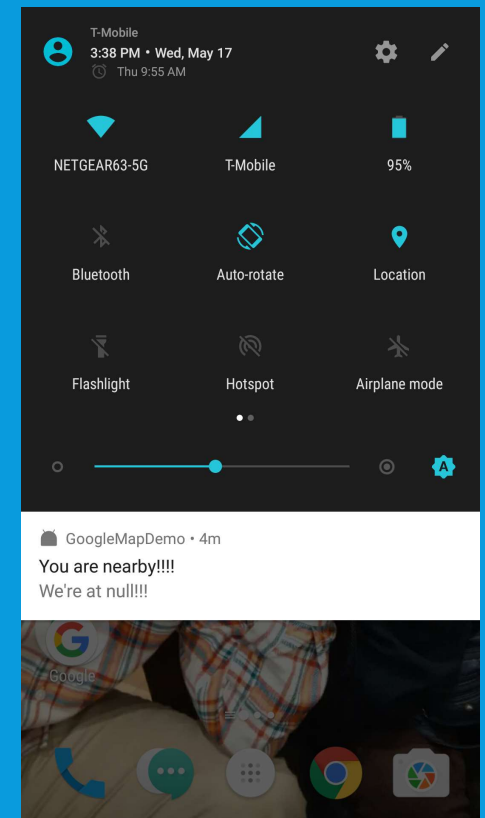 T-Mobile
3:38 PM • Wed, May 17
Thu 9:55 AM
NETGEAR63-5G
T-Mobile
95%
Bluetooth
Auto-rotate
Location
Flashlight
Hotspot
Airplane mode
A
GoogleMapDemo • 4m
You are nearby!!!!
We're at null!!!
G
Google